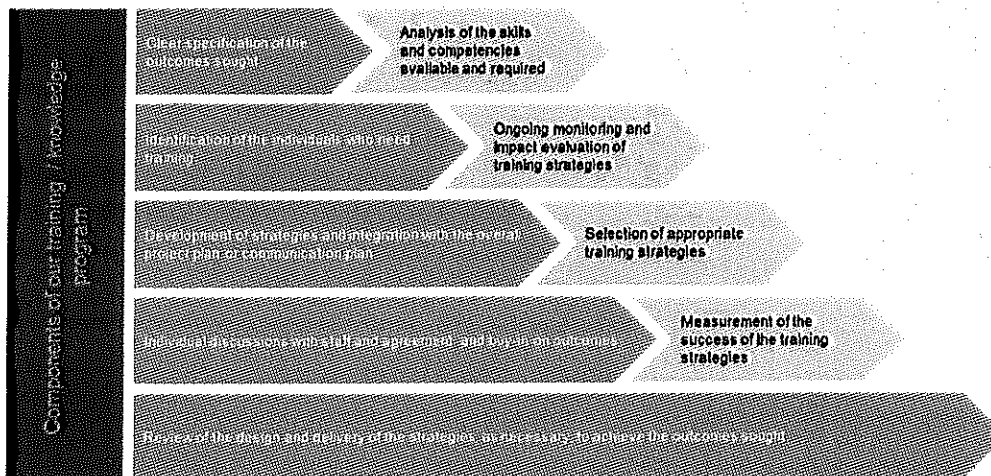 Components of our training / knowledge
program
Clear specification of the
outcomes sought
Analysis of the skills
and competencies
available and required
Identification of the individuals who need
training
Ongoing monitoring and
impact evaluation of
training strategies
Development of strategies and integration with the overall
project plan or communication plan
Selection of appropriate
training strategies
Individual discussions with staff and agreement and buy-in on outcomes
Measurement of the
success of the training
strategies
Review of the design and delivery of the strategies, as necessary, to achieve the outcomes sought